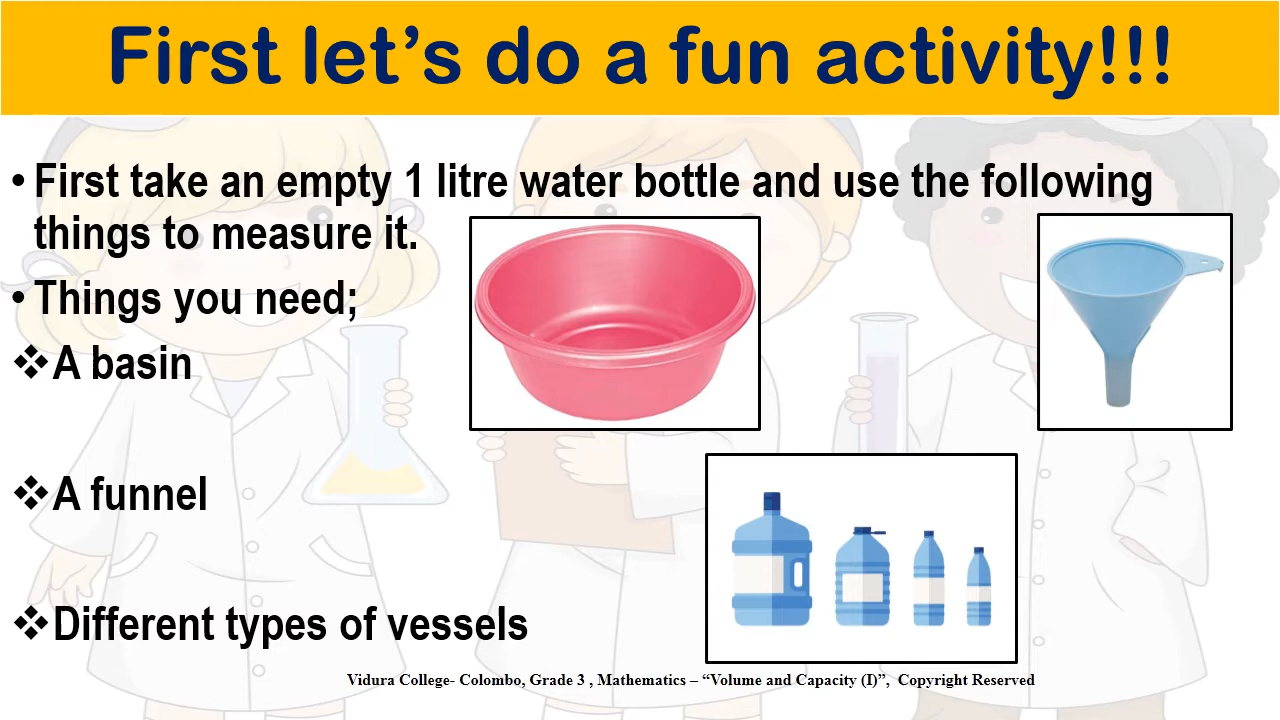 First let’s do a fun activity!!!
• First take an empty 1 litre water bottle and use the following
things to measure it.
• Things you need;
❖A basin
❖A funnel
❖Different types of vessels
Vidura College- Colombo, Grade 3 , Mathematics – “Volume and Capacity (I)”, Copyright Reserved